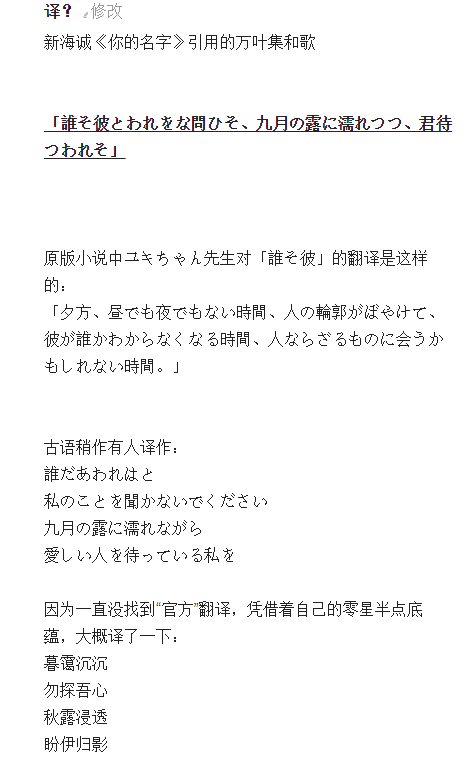 译？ 修改
新海诚《你的名字》引用的万叶集和歌
「誰そ彼とわれをな問ひそ、九月の露に濡れつつ、君待
つわれそ」
原版小说中ユキちゃん先生对「誰そ彼」的翻译是这样
的：
「夕方、昼でも夜でもない時間、人の輪郭がぼやけて、
彼が誰かわからなくなる時間、人ならざるものに会うか
もしれない時間。」
古语稍作有人译作：
誰だあわれはと
私のことを聞かないでください
九月の露に濡れながら
愛しい人を待っている私を
因为一直没找到“官方”翻译，凭借着自己的零星半点底
蕴，大概译了一下：
暮霭沉沉
勿探吾心
秋露浸透
盼伊归影